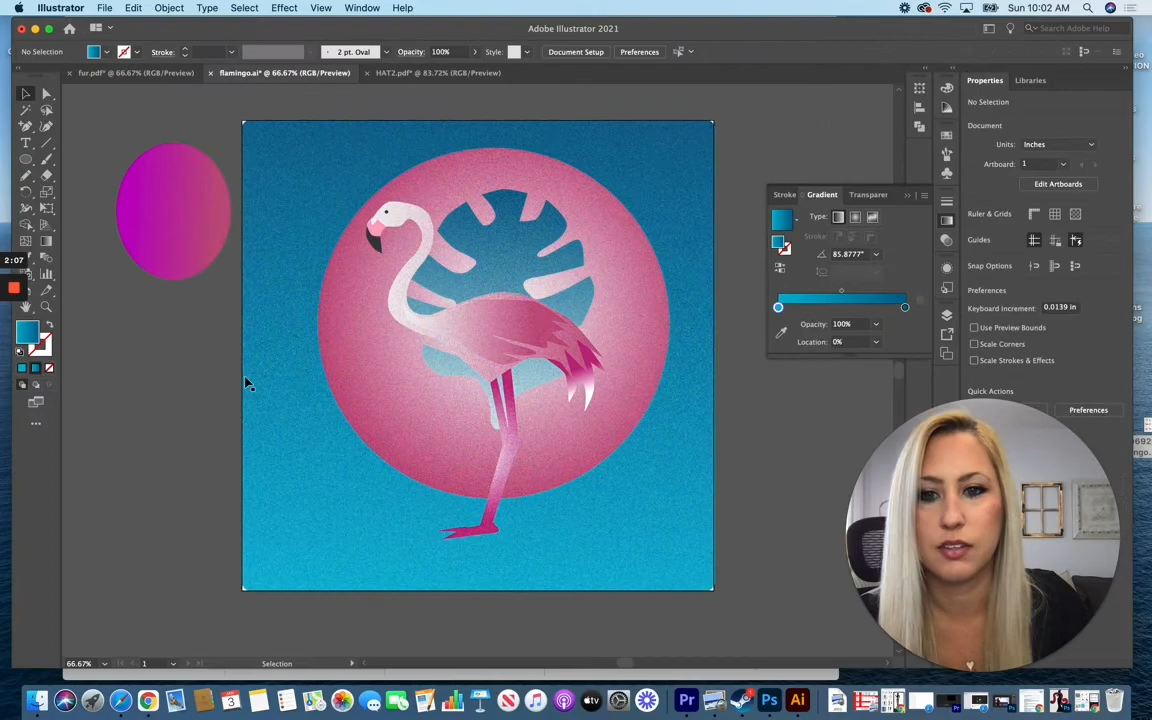 Illustrator File Edit Object Type Select Effect View Window Help
Sun 10:02 AM
Adobe Illustrator 2021
Search Adobe Help
No Selection
Stroke:
2 pt. Oval
Opacity: 100%
Style:
Document Setup
Preferences
× fur.pdf* @ 66.67% (RGB/Preview)
× flamingo.ai* @ 66.67% (RGB/Preview)
× HAT2.pdf* @ 83.72% (RGB/Preview)
Properties Libraries
No Selection
Document
Units: Inches
Artboard: 1
Edit Artboards
Ruler & Grids
Guides
Snap Options
Preferences
Keyboard Increment: 0.0139 in
Use Preview Bounds
Scale Corners
Scale Strokes & Effects
Quick Actions
Preferences
Stroke Gradient Transparer
Type:
Stroke:
85.8777°
Opacity: 100%
Location: 0%
2:07
66.67%
1
Selection